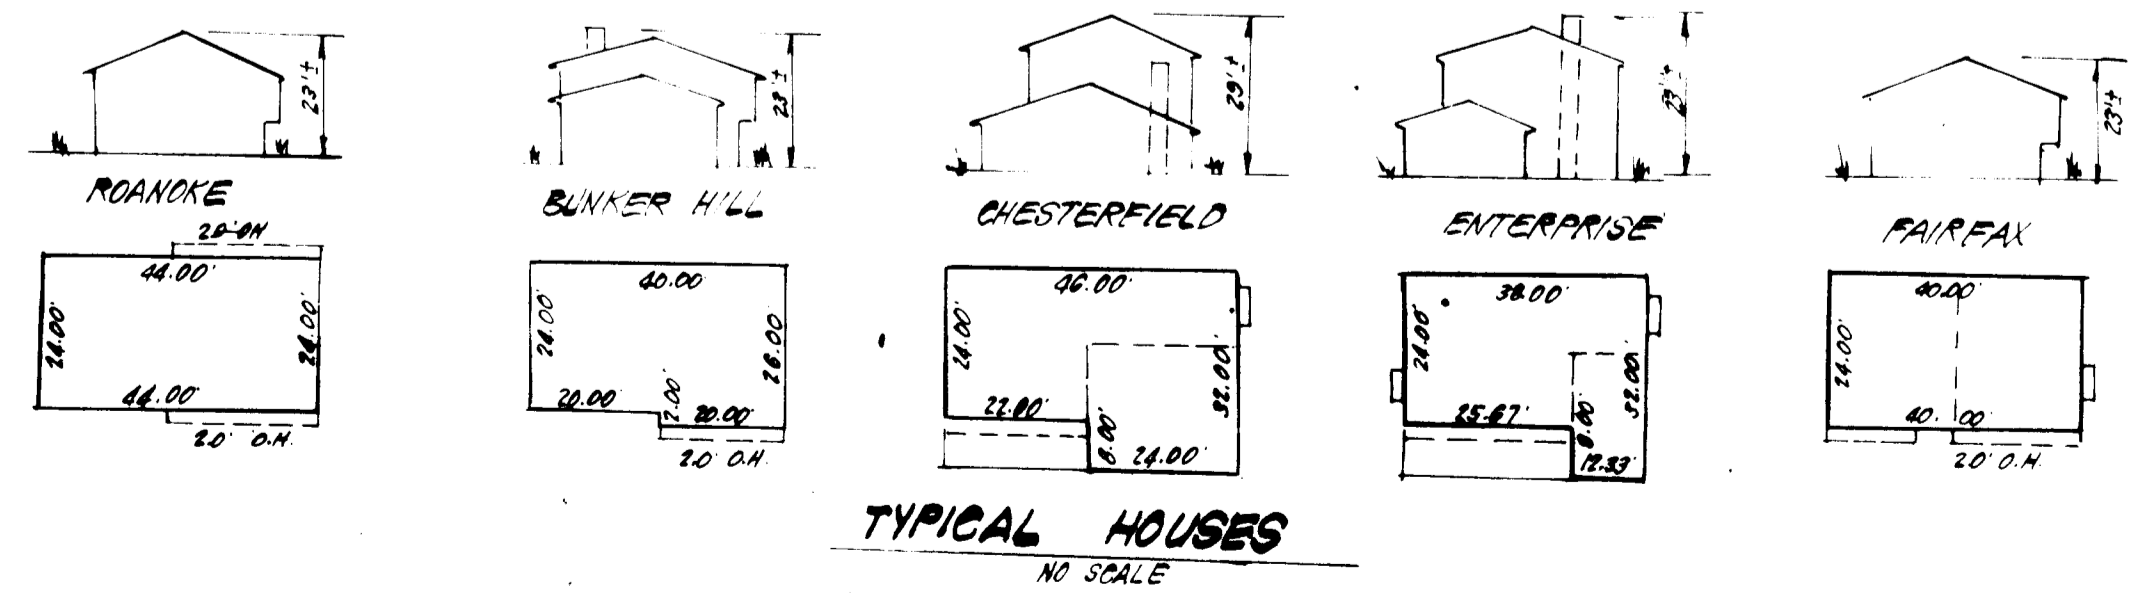 23'±
ROANOKE
2.0' OH
44.00'
24.00'
24.00'
44.00'
2.0' O.H.
23'±
BUNKER HILL
40.00'
24.00'
26.00
20.00'
2.00'
20.00'
2.0' O.H.
29'±
CHESTERFIELD
46.00'
24.00'
32.00'
22.00'
8.00'
24.00'
23'±
ENTERPRISE
38.00'
24.00'
32.00'
25.67'
8.00'
12.33'
23'±
FAIRFAX
40.00'
24.00'
40.00'
2.0' O.H.
TYPICAL HOUSES
NO SCALE